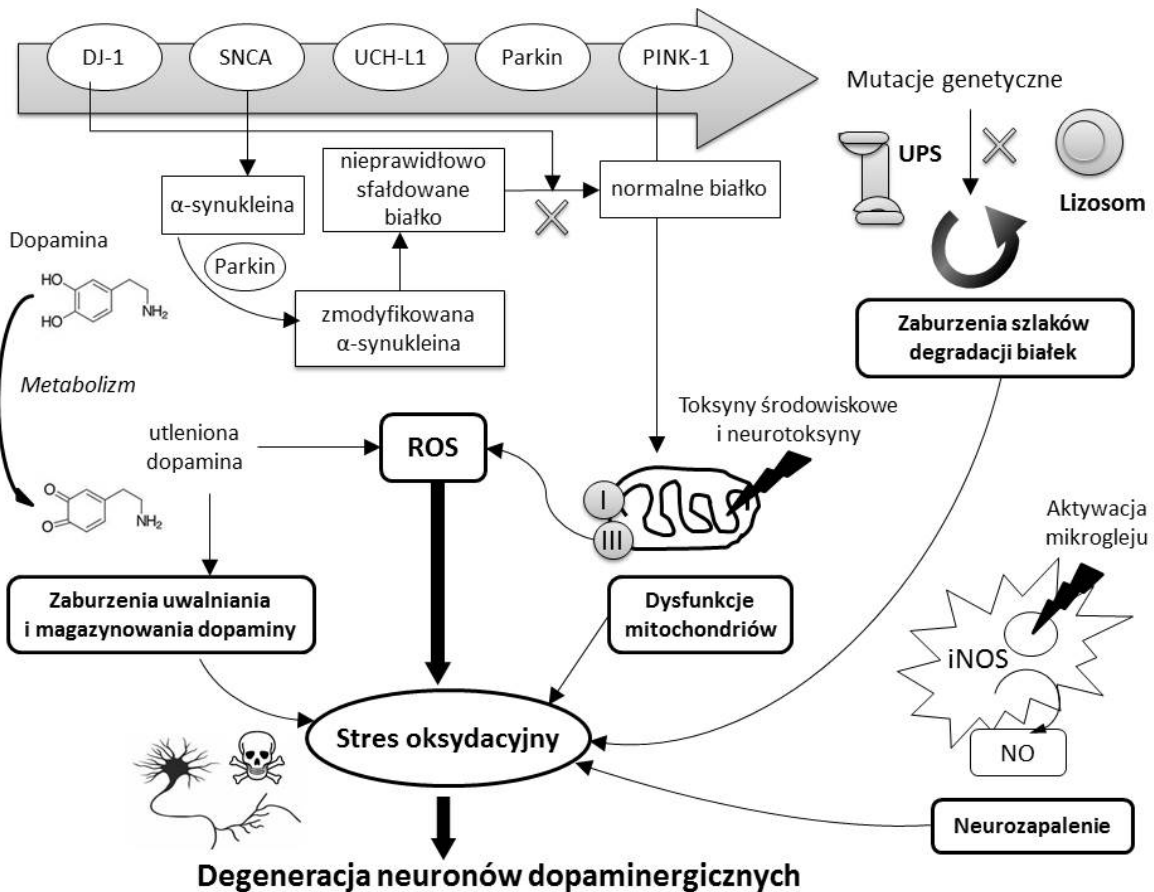 DJ-1
SNCA
UCH-L1
Parkin
PINK-1
Mutacje genetyczne
UPS
Lizosom
nieprawidłowo
sfałdowane
białko
normalne białko
α-synukleina
Parkin
zmodyfikowana
α-synukleina
Dopamina
HO
HO
NH₂
Metabolizm
Zaburzenia szlaków
degradacji białek
utleniona
dopamina
ROS
Toksyny środowiskowe
i neurotoksyny
I
III
O
O
NH₂
Aktywacja
mikrogleju
Zaburzenia uwalniania
i magazynowania dopaminy
Dysfunkcje
mitochondriów
iNOS
NO
Stres oksydacyjny
Neurozapalenie
Degeneracja neuronów dopaminergicznych